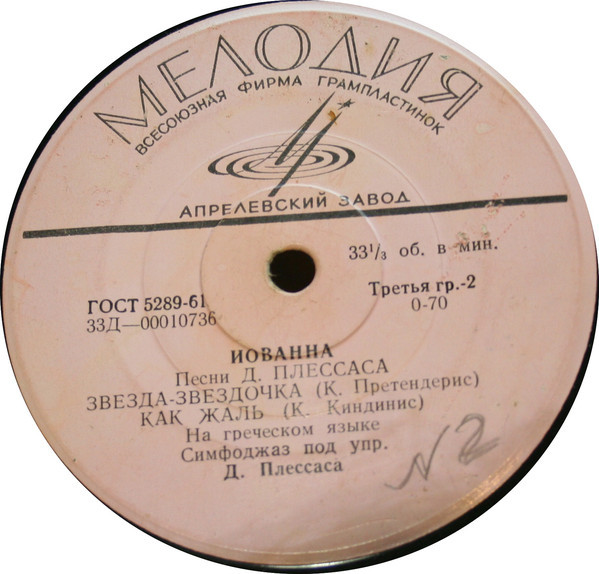 МЕЛОДИЯ
ВСЕСОЮЗНАЯ ФИРМА ГРАМПЛАСТИНОК
АПРЕЛЕВСКИЙ ЗАВОД
33⅓ об. в мин.
ГОСТ 5289-61
Третья гр.-2
33Д—00010736
0-70
ИОВАННА
Песни Д. ПЛЕССАСА
ЗВЕЗДА-ЗВЕЗДОЧКА (К. Претендерис)
КАК ЖАЛЬ (К. Киндинис)
На греческом языке
Симфоджаз под упр.
Д. Плессаса
N 2